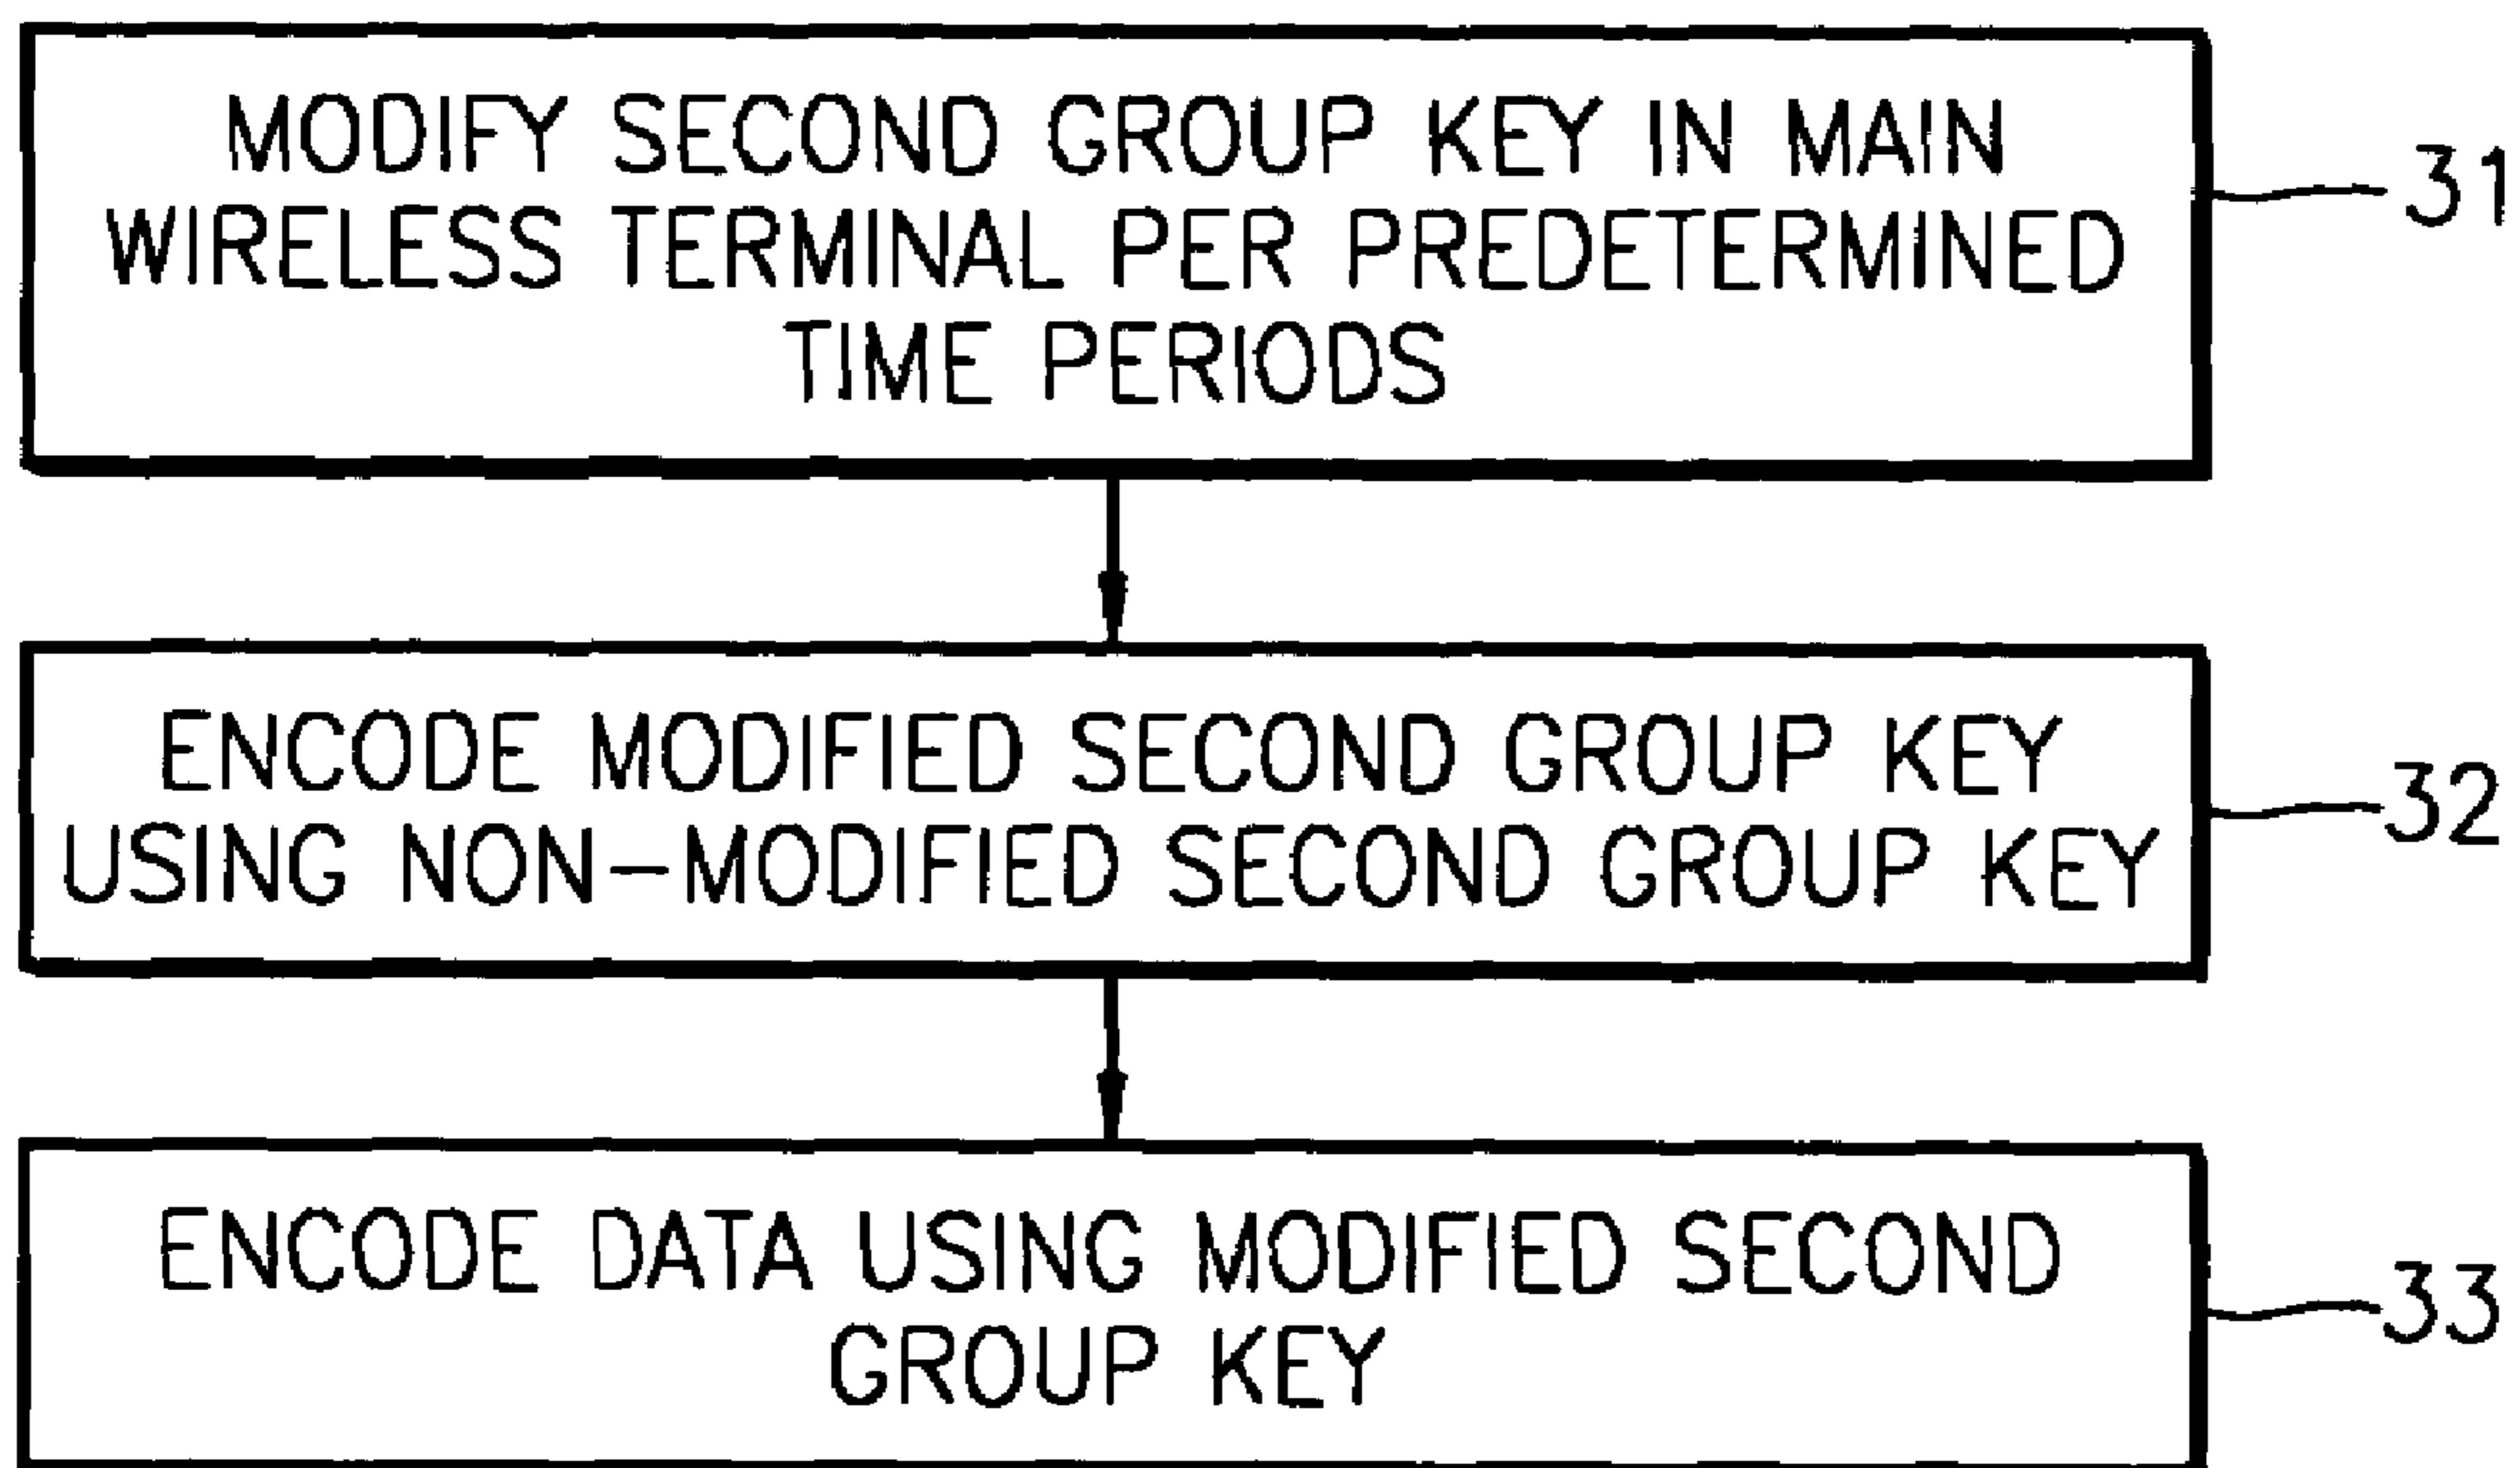 MODIFY SECOND GROUP KEY IN MAIN
WIRELESS TERMINAL PER PREDETERMINED
TIME PERIODS
31
ENCODE MODIFIED SECOND GROUP KEY
USING NON-MODIFIED SECOND GROUP KEY
32
ENCODE DATA USING MODIFIED SECOND
GROUP KEY
33